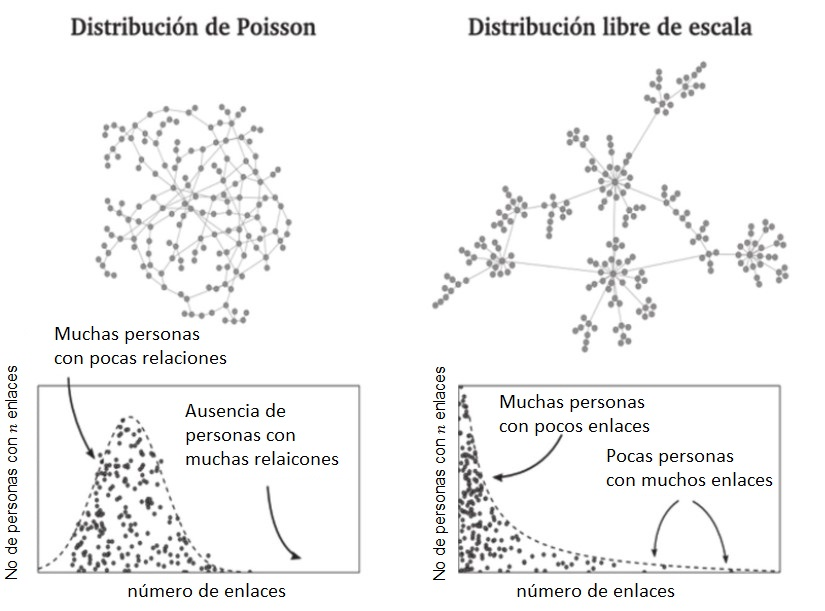 Distribución de Poisson
Distribución libre de escala
Muchas personas
con pocas relaciones
No de personas con n enlaces
Ausencia de
personas con
muchas relaicones
número de enlaces
No de personas con n enlaces
Muchas personas
con pocos enlaces
Pocas personas
con muchos enlaces
número de enlaces